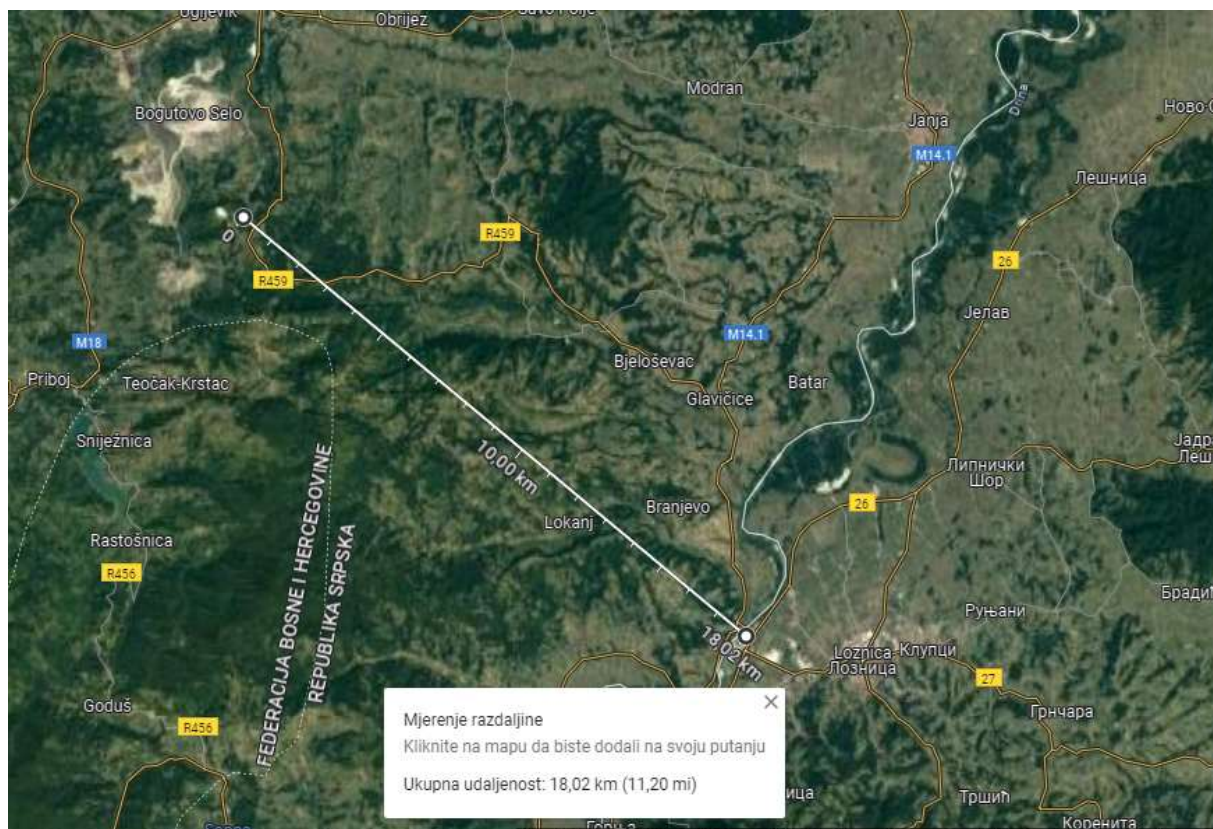 Ugljevik
Obrijez
Modran
Bogutovo Selo
Janja
Drina
M14.1
Лешница
0
R459
R459
26
Јелав
M18
M14.1
Bjeloševac
Priboj
Teočak-Krstac
Batar
Glavičice
Sniježnica
10,00 km
Липнички
Шор
26
Branjevo
Lokanj
FEDERACIJA BOSNE I HERCEGOVINE
REPUBLIKA SRPSKA
Rastošnica
R456
Руњани
18,02 km
Loznica
Лозница
Клупци
27
Goduš
R456
Грнчара
Mjerenje razdaljine
Kliknite na mapu da biste dodali na svoju putanju
Ukupna udaljenost: 18,02 km (11,20 mi)
Тршић
Коренита